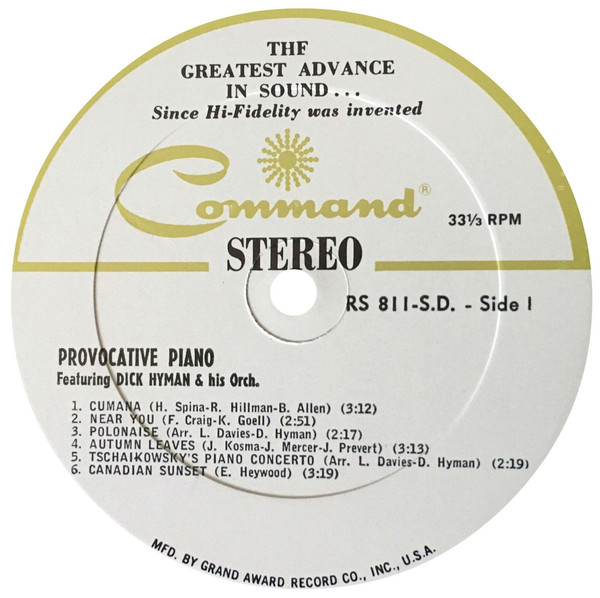 THE
GREATEST ADVANCE
IN SOUND...
Since Hi-Fidelity was invented
Command®
33⅓ RPM
STEREO
RS 811-S.D. - Side 1
PROVOCATIVE PIANO
Featuring DICK HYMAN & his Orch.
1. CUMANA (H. Spina-R. Hillman-B. Allen) (3:12)
2. NEAR YOU (F. Craig-K. Goell) (2:51)
3. POLONAISE (Arr. L. Davies-D. Hyman) (2:17)
4. AUTUMN LEAVES (J. Kosma-J. Mercer-J. Prevert) (3:13)
5. TSCHAIKOWSKY'S PIANO CONCERTO (Arr. L. Davies-D. Hyman) (2:19)
6. CANADIAN SUNSET (E. Heywood) (3:19)
MFD. BY GRAND AWARD RECORD CO., INC., U.S.A.